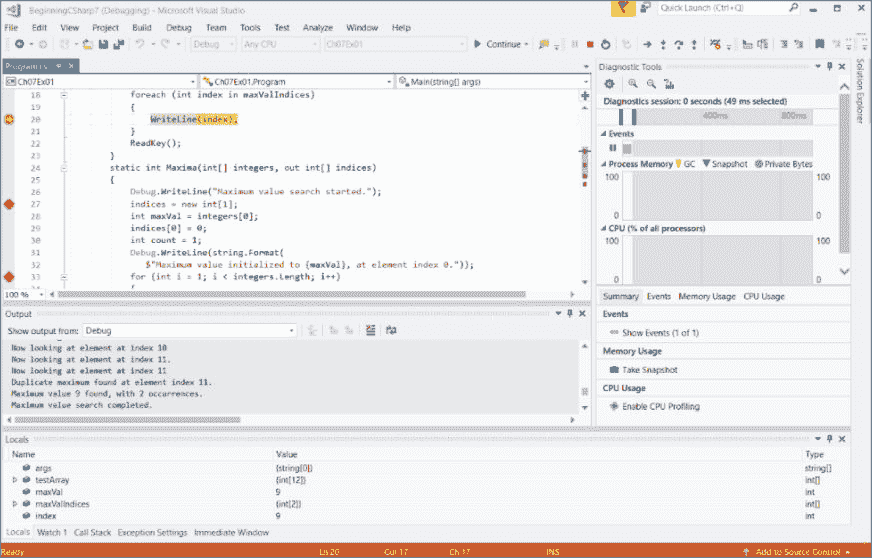 BeginningCSharp7 (Debugging) - Microsoft Visual Studio
Quick Launch (Ctrl+Q)
File Edit View Project Build Debug Team Tools Test Analyze Window Help
Debug Any CPU Ch07Ex01 Continue
Program.cs
Diagnostic Tools
Solution Explorer
Ch07Ex01 Ch07Ex01.Program Main(string[] args)
18 foreach (int index in maxValIndices)
19 {
20 WriteLine(index);
21 }
22 ReadKey();
23 }
24 static int Maxima(int[] integers, out int[] indices)
25 {
26 Debug.WriteLine("Maximum value search started.");
27 indices = new int[1];
28 int maxVal = integers[0];
29 indices[0] = 0;
30 int count = 1;
31 Debug.WriteLine(string.Format(
32 $"Maximum value initialized to {maxVal}, at element index 0."));
33 for (int i = 1; i < integers.Length; i++)
100 %
Diagnostics session: 0 seconds (49 ms selected)
400ms 800ms
Events
Process Memory GC Snapshot Private Bytes
100 100
0 0
CPU (% of all processors)
100 100
0 0
Summary Events Memory Usage CPU Usage
Events
Show Events (1 of 1)
Memory Usage
Take Snapshot
CPU Usage
Enable CPU Profiling
Output
Show output from: Debug
Now looking at element at index 10
Now looking at element at index 11.
Now looking at element at index 11
Duplicate maximum found at element index 11.
Maximum value 9 found, with 2 occurrences.
Maximum value search completed.
Locals
Name Value Type
args {string[0]} string[]
testArray {int[12]} int[]
maxVal 9 int
maxValIndices {int[2]} int[]
index 9 int
Locals Watch 1 Call Stack Exception Settings Immediate Window
Ready Ln 20 Col 17 Ch 17 INS Add to Source Control